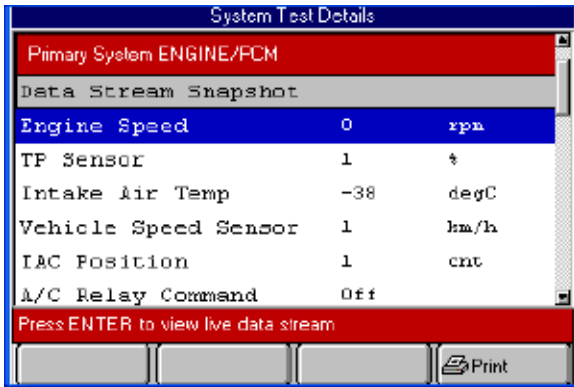 System Test Details
Primary System ENGINE/PCM
Data Stream Snapshot
Engine Speed 0 rpm
TP Sensor 1 %
Intake Air Temp -38 degC
Vehicle Speed Sensor 1 km/h
IAC Position 1 cnt
A/C Relay Command Off
Press ENTER to view live data stream
Print